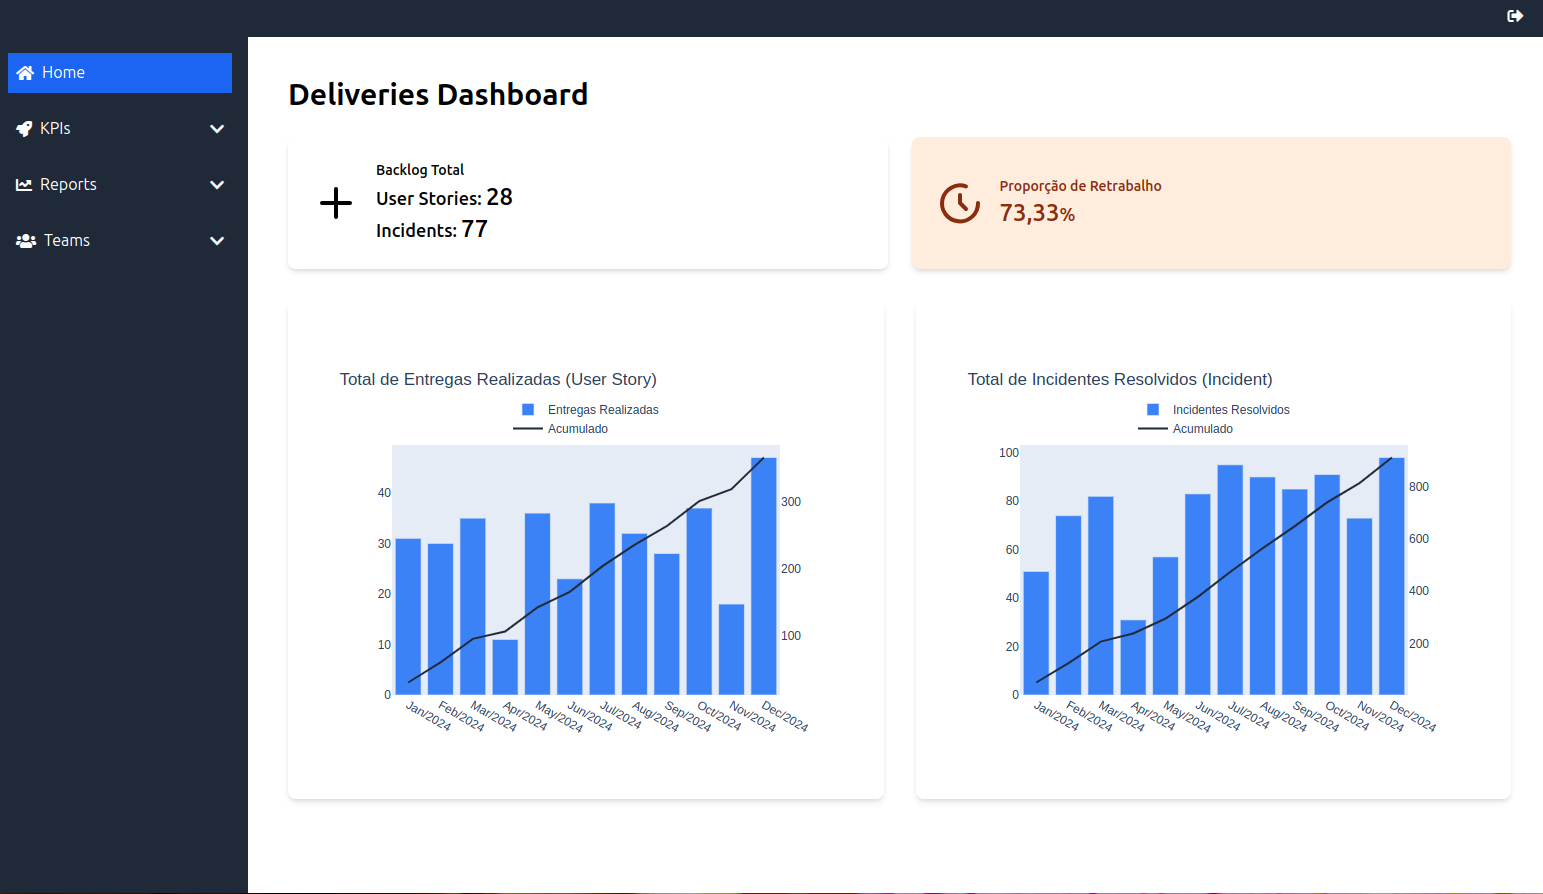 Home
KPIs
Reports
Teams
Deliveries Dashboard
Backlog Total
User Stories: 28
Incidents: 77
Proporção de Retrabalho
73,33%
Total de Entregas Realizadas (User Story)
Entregas Realizadas
Acumulado
40
30
20
10
0
300
200
100
Jan/2024
Feb/2024
Mar/2024
Apr/2024
May/2024
Jun/2024
Jul/2024
Aug/2024
Sep/2024
Oct/2024
Nov/2024
Dec/2024
Total de Incidentes Resolvidos (Incident)
Incidentes Resolvidos
Acumulado
100
80
60
40
20
0
800
600
400
200
Jan/2024
Feb/2024
Mar/2024
Apr/2024
May/2024
Jun/2024
Jul/2024
Aug/2024
Sep/2024
Oct/2024
Nov/2024
Dec/2024